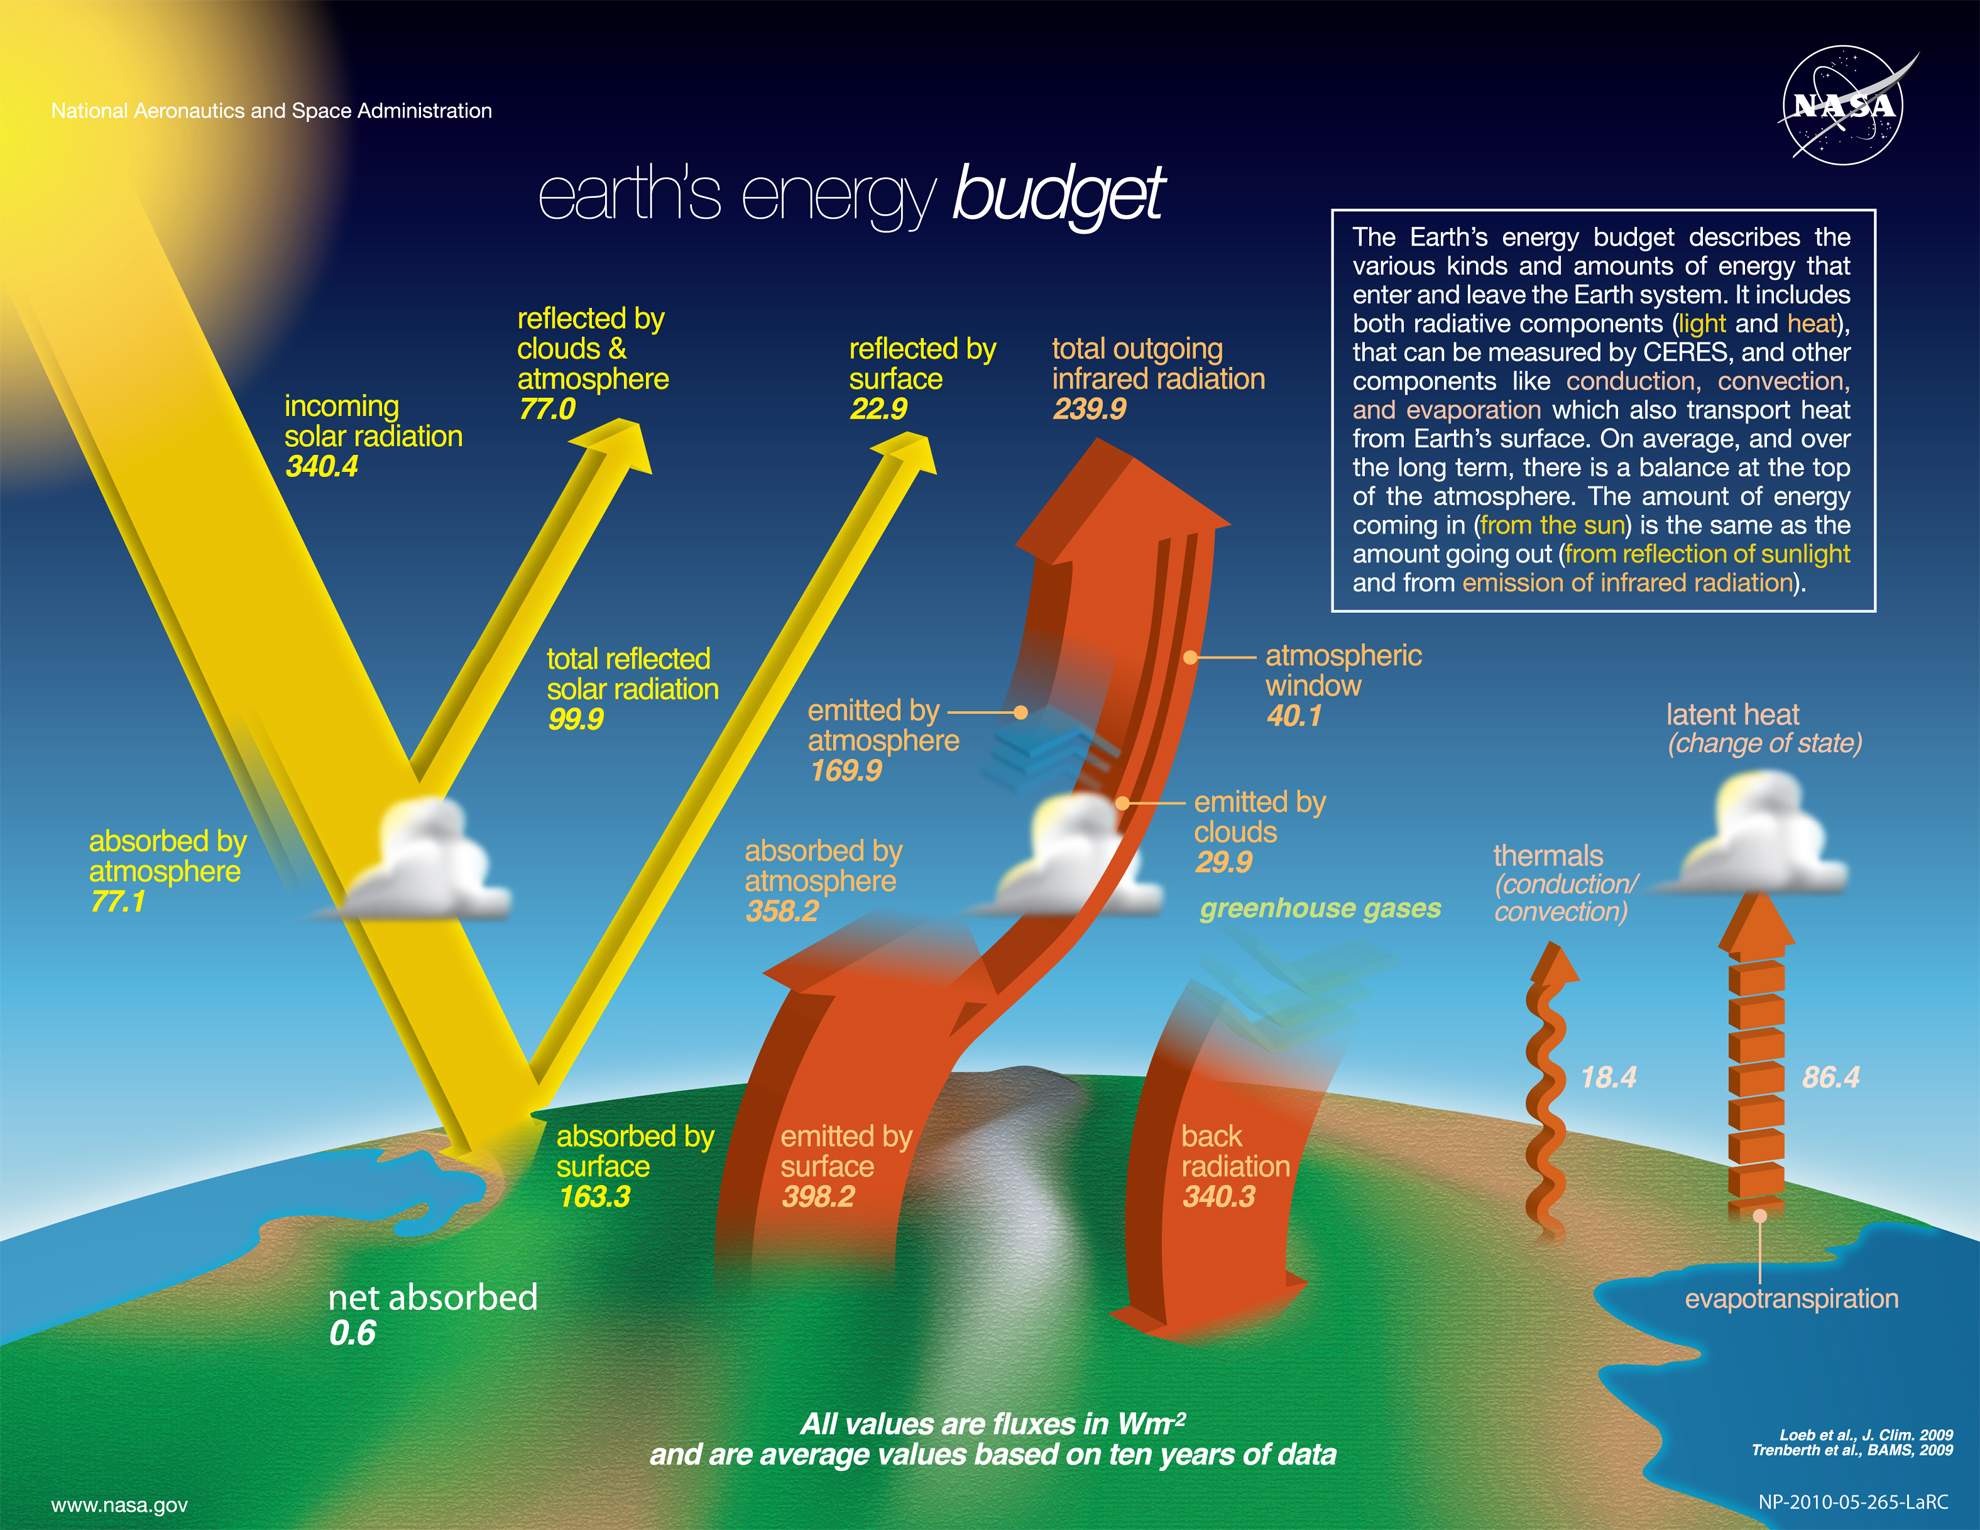 National Aeronautics and Space Administration
NASA
earth's energy budget
The Earth's energy budget describes the
various kinds and amounts of energy that
enter and leave the Earth system. It includes
both radiative components (light and heat),
that can be measured by CERES, and other
components like conduction, convection,
and evaporation which also transport heat
from Earth's surface. On average, and over
the long term, there is a balance at the top
of the atmosphere. The amount of energy
coming in (from the sun) is the same as the
amount going out (from reflection of sunlight
and from emission of infrared radiation).
incoming
solar radiation
340.4
reflected by
clouds &
atmosphere
77.0
reflected by
surface
22.9
total outgoing
infrared radiation
239.9
total reflected
solar radiation
99.9
atmospheric
window
40.1
emitted by
atmosphere
169.9
latent heat
(change of state)
absorbed by
atmosphere
77.1
absorbed by
atmosphere
358.2
emitted by
clouds
29.9
greenhouse gases
thermals
(conduction/
convection)
18.4
86.4
absorbed by
surface
163.3
emitted by
surface
398.2
back
radiation
340.3
evapotranspiration
net absorbed
0.6
All values are fluxes in Wm-2
and are average values based on ten years of data
Loeb et al., J. Clim. 2009
Trenberth et al., BAMS, 2009
www.nasa.gov
NP-2010-05-265-LaRC